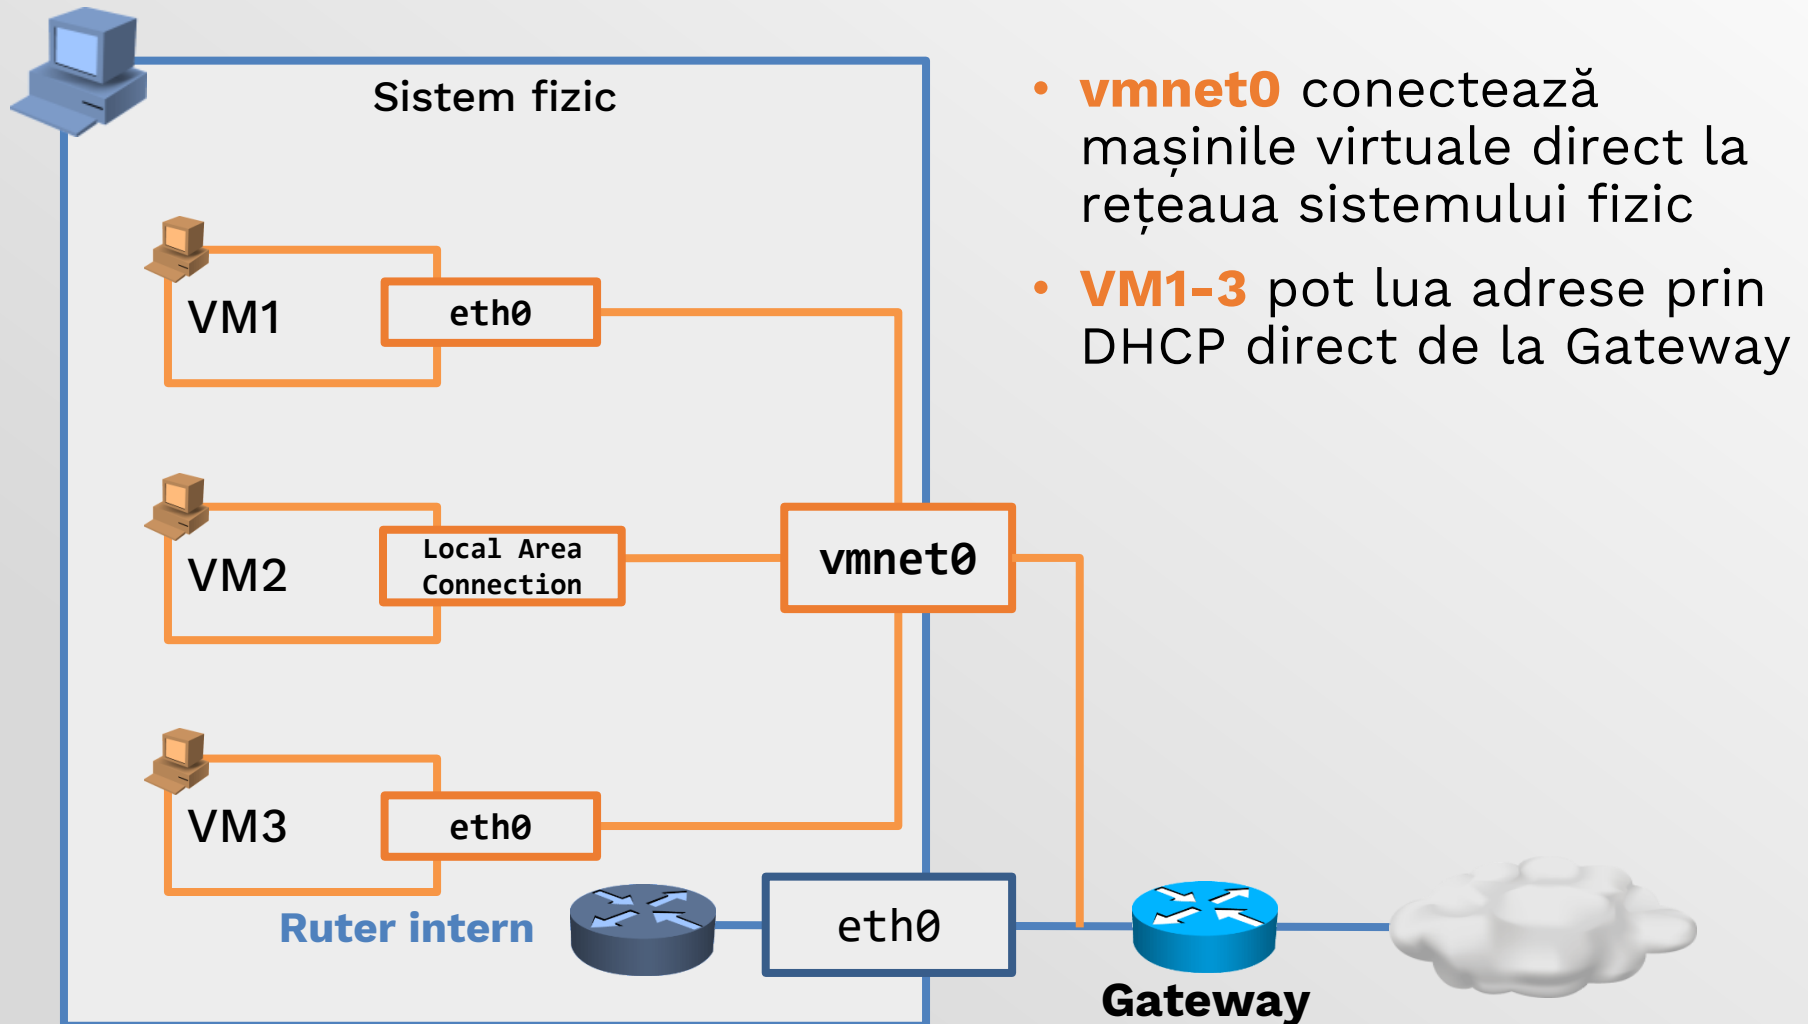 Sistem fizic
VM1
eth0
VM2
Local Area
Connection
vmnet0
VM3
eth0
Ruter intern
eth0
Gateway
• vmnet0 conectează
mașinile virtuale direct la
rețeaua sistemului fizic
• VM1-3 pot lua adrese prin
DHCP direct de la Gateway